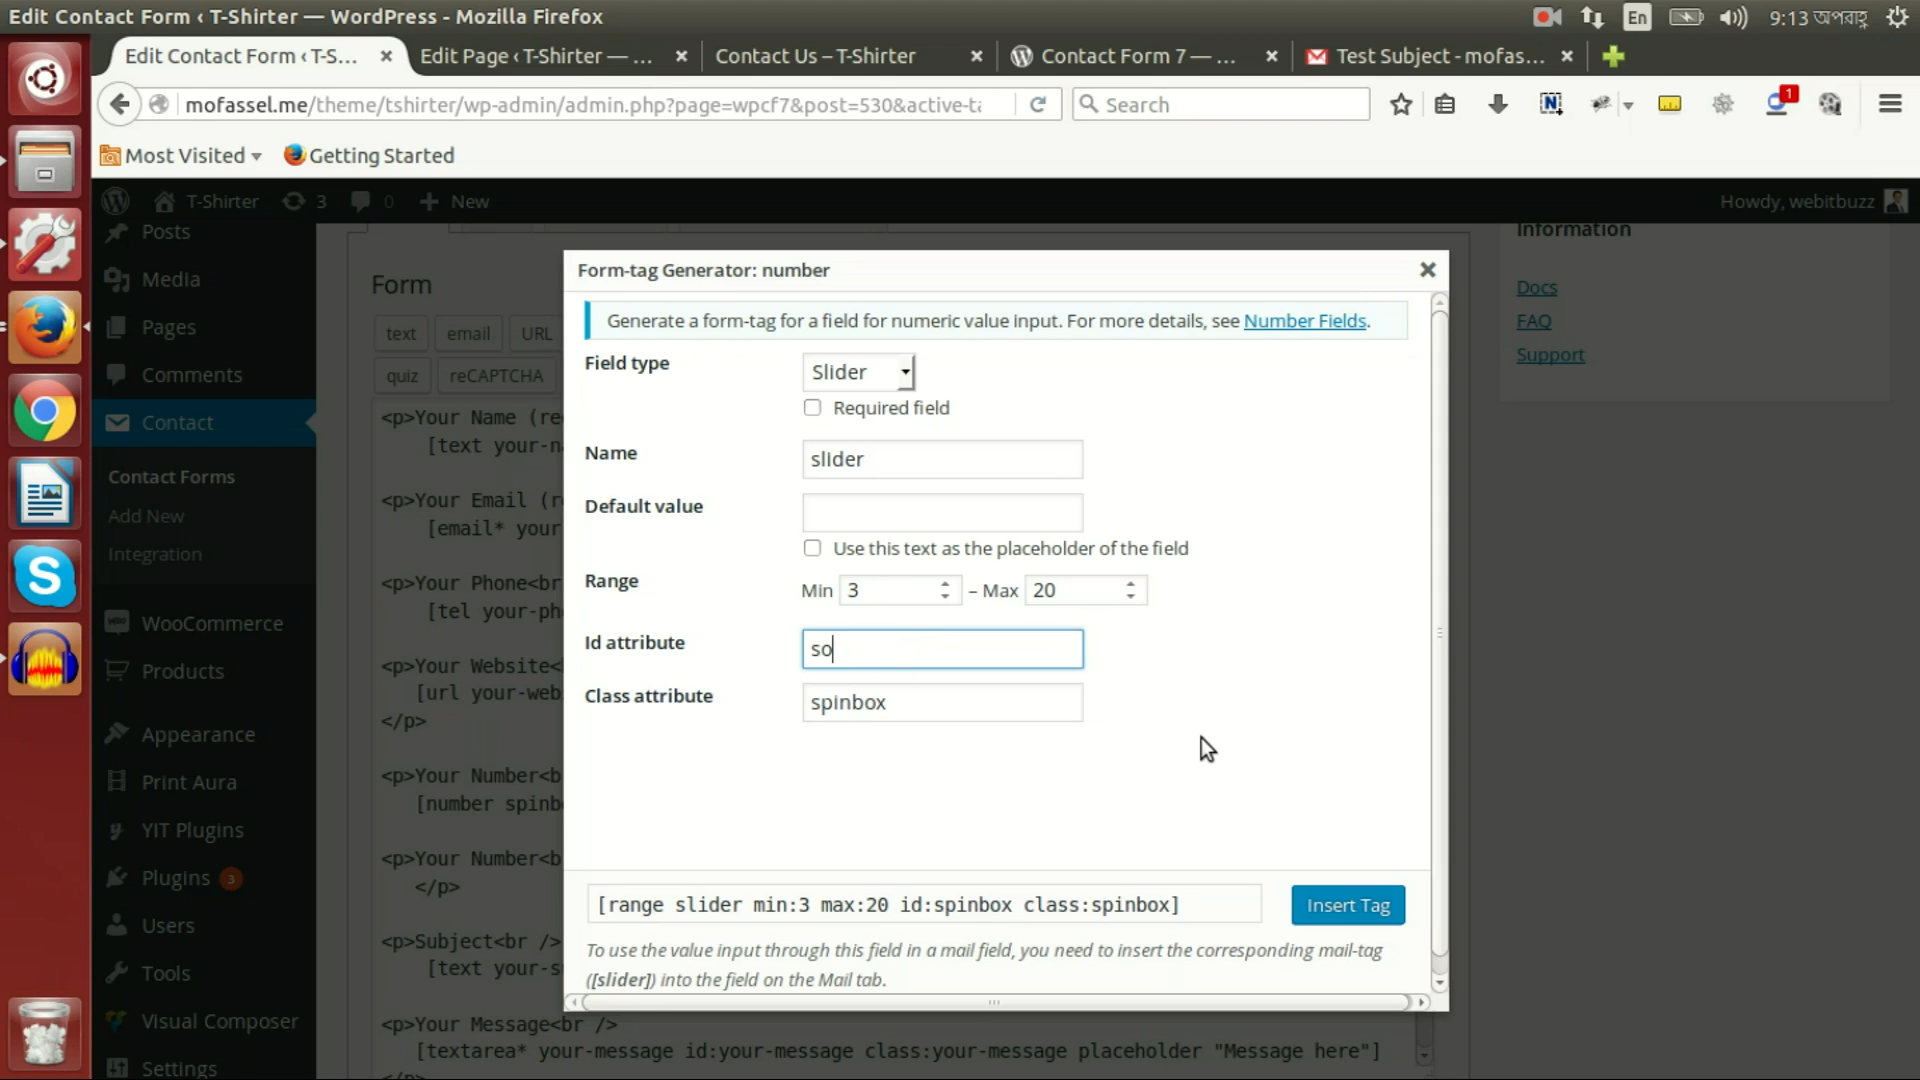 Edit Contact Form ‹ T-Shirter — WordPress - Mozilla Firefox
En
9:13 অপরাহ্ণ
Edit Contact Form ‹ T-S...
Edit Page ‹ T-Shirter — ...
Contact Us – T-Shirter
Contact Form 7 — ...
Test Subject - mofas...
mofassel.me/theme/tshirter/wp-admin/admin.php?page=wpcf7&post=530&active-ta
Search
1
Most Visited
Getting Started
T-Shirter
3
0
New
Howdy, webitbuzz
Posts
Media
Pages
Comments
Contact
Contact Forms
Add New
Integration
WooCommerce
Products
Appearance
Print Aura
YIT Plugins
Plugins 3
Users
Tools
Visual Composer
Settings
Form
text
email
URL
quiz
reCAPTCHA
<p>Your Name (re
[text your-n
<p>Your Email (r
[email* your
<p>Your Phone<br
[tel your-ph
<p>Your Website<
[url your-web
</p>
<p>Your Number<b
[number spinb
<p>Your Number<b
</p>
<p>Subject<br />
[text your-s
<p>Your Message<br />
[textarea* your-message id:your-message class:your-message placeholder "Message here"]
Form-tag Generator: number
Generate a form-tag for a field for numeric value input. For more details, see Number Fields.
Field type
Slider
Required field
Name
slider
Default value
Use this text as the placeholder of the field
Range
Min 3 – Max 20
Id attribute
so
Class attribute
spinbox
[range slider min:3 max:20 id:spinbox class:spinbox]
Insert Tag
To use the value input through this field in a mail field, you need to insert the corresponding mail-tag
([slider]) into the field on the Mail tab.
Information
Docs
FAQ
Support